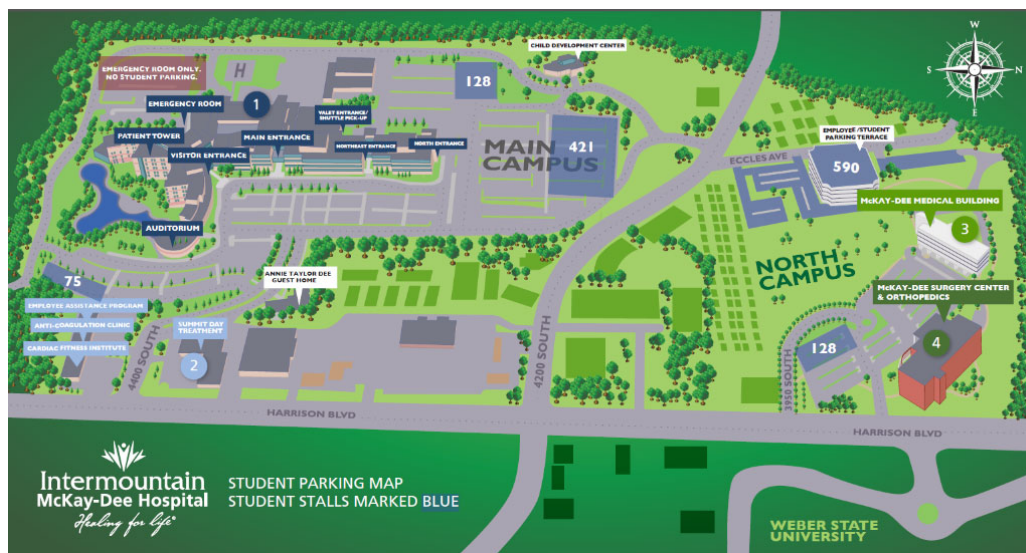 W
S
N
E
CHILD DEVELOPMENT CENTER
EMERGENCY ROOM ONLY.
NO STUDENT PARKING.
H
128
EMERGENCY ROOM
1
VALET ENTRANCE/
SHUTTLE PICK-UP
PATIENT TOWER
MAIN ENTRANCE
VISITOR ENTRANCE
NORTHEAST ENTRANCE
NORTH ENTRANCE
MAIN
CAMPUS
421
EMPLOYEE/STUDENT
PARKING TERRACE
ECCLES AVE
590
McKAY-DEE MEDICAL BUILDING
3
AUDITORIUM
NORTH
CAMPUS
75
ANNIE TAYLOR DEE
GUEST HOME
McKAY-DEE SURGERY CENTER
& ORTHOPEDICS
EMPLOYEE ASSISTANCE PROGRAM
ANTI-COAGULATION CLINIC
CARDIAC FITNESS INSTITUTE
SUMMIT DAY
TREATMENT
2
4400 SOUTH
4200 SOUTH
3950 SOUTH
128
4
HARRISON BLVD
HARRISON BLVD
Intermountain
McKay-Dee Hospital
Healing for life®
STUDENT PARKING MAP
STUDENT STALLS MARKED BLUE
WEBER STATE
UNIVERSITY